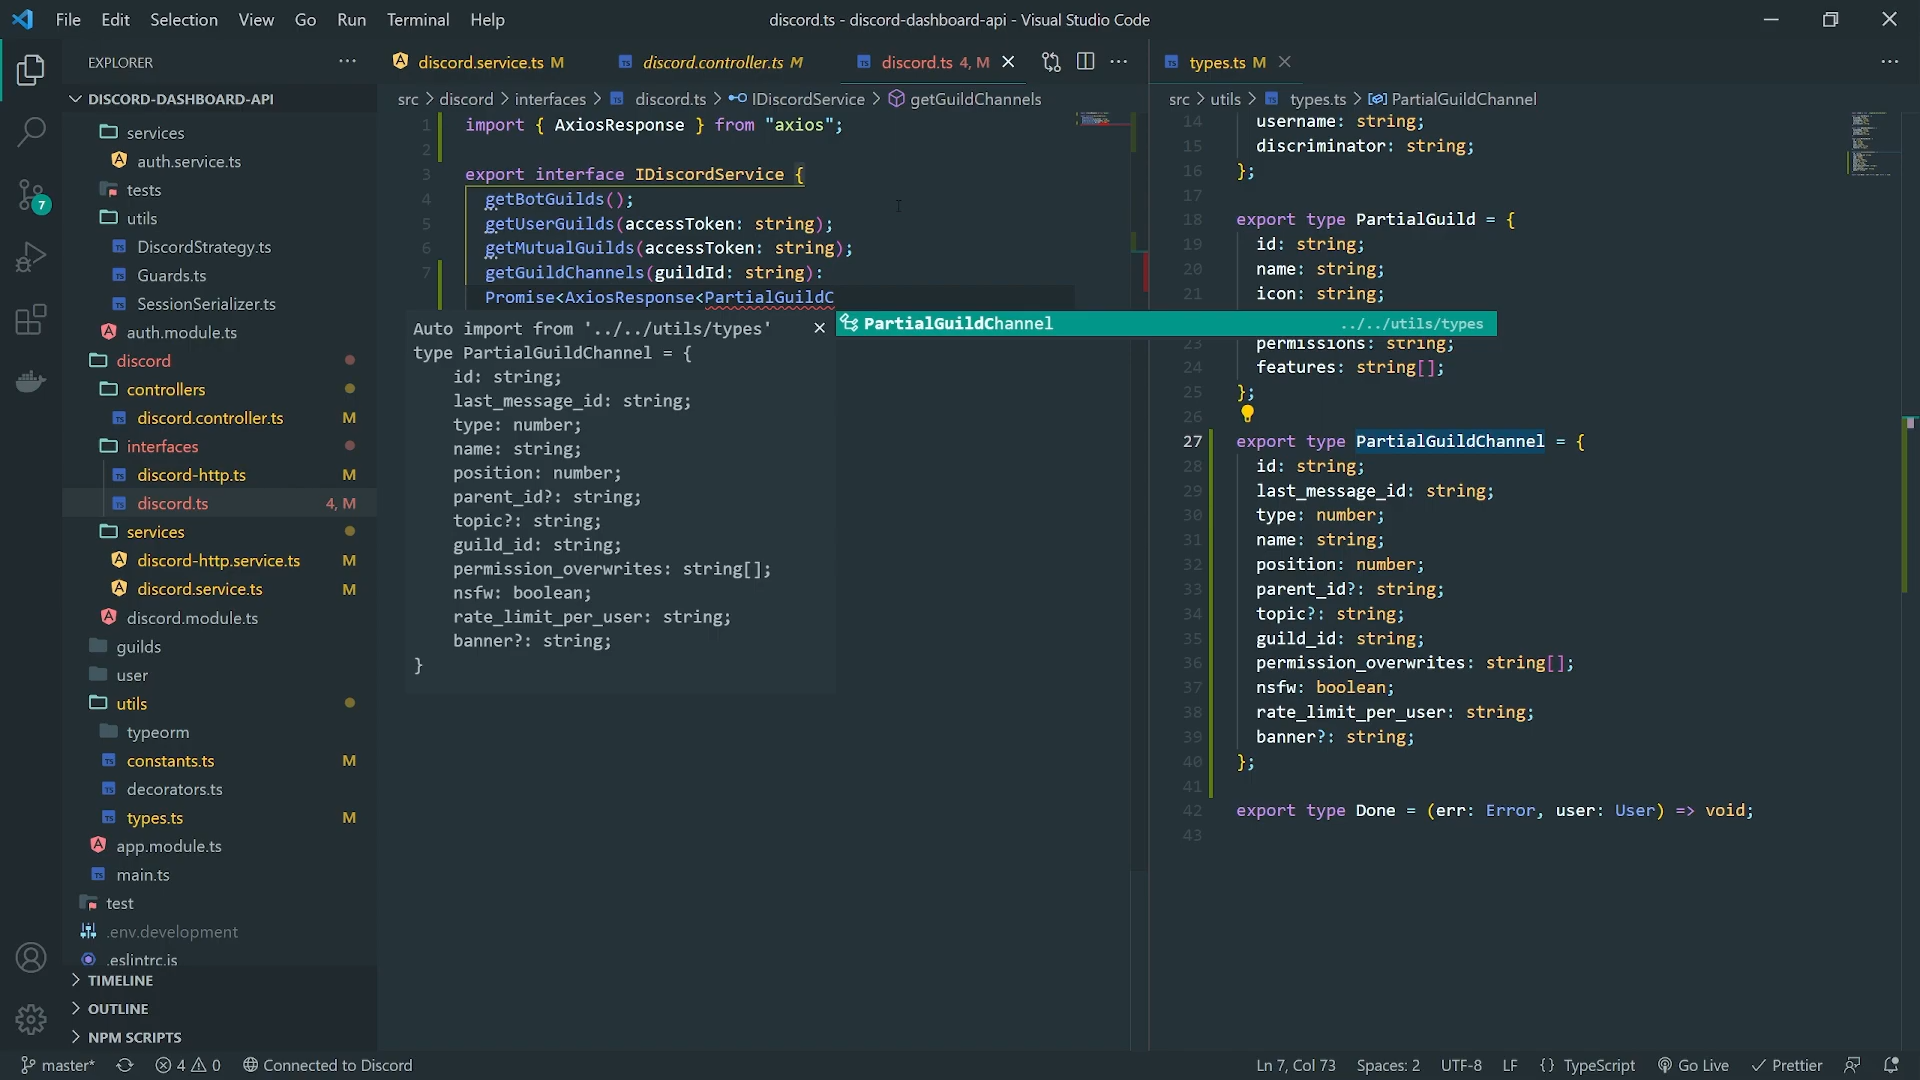 File Edit Selection View Go Run Terminal Help
discord.ts - discord-dashboard-api - Visual Studio Code
EXPLORER
DISCORD-DASHBOARD-API
services
auth.service.ts
tests
utils
DiscordStrategy.ts
Guards.ts
SessionSerializer.ts
auth.module.ts
discord
controllers
discord.controller.ts M
interfaces
discord-http.ts M
discord.ts 4, M
services
discord-http.service.ts M
discord.service.ts M
discord.module.ts
guilds
user
utils
typeorm
constants.ts M
decorators.ts
types.ts M
app.module.ts
main.ts
test
.env.development
.eslintrc.js
TIMELINE
OUTLINE
NPM SCRIPTS
7
discord.service.ts M discord.controller.ts M discord.ts 4, M
src > discord > interfaces > discord.ts > IDiscordService > getGuildChannels
1 import { AxiosResponse } from "axios";
2
3 export interface IDiscordService {
4 getBotGuilds();
5 getUserGuilds(accessToken: string);
6 getMutualGuilds(accessToken: string);
7 getGuildChannels(guildId: string):
Promise<AxiosResponse<PartialGuildC
PartialGuildChannel ../../utils/types
Auto import from '../../utils/types'
type PartialGuildChannel = {
id: string;
last_message_id: string;
type: number;
name: string;
position: number;
parent_id?: string;
topic?: string;
guild_id: string;
permission_overwrites: string[];
nsfw: boolean;
rate_limit_per_user: string;
banner?: string;
}
types.ts M
src > utils > types.ts > PartialGuildChannel
14 username: string;
15 discriminator: string;
16 };
17
18 export type PartialGuild = {
19 id: string;
20 name: string;
21 icon: string;
23 permissions: string;
24 features: string[];
25 };
26
27 export type PartialGuildChannel = {
28 id: string;
29 last_message_id: string;
30 type: number;
31 name: string;
32 position: number;
33 parent_id?: string;
34 topic?: string;
35 guild_id: string;
36 permission_overwrites: string[];
37 nsfw: boolean;
38 rate_limit_per_user: string;
39 banner?: string;
40 };
41
42 export type Done = (err: Error, user: User) => void;
43
master* 4 0 Connected to Discord
Ln 7, Col 73 Spaces: 2 UTF-8 LF {} TypeScript Go Live Prettier